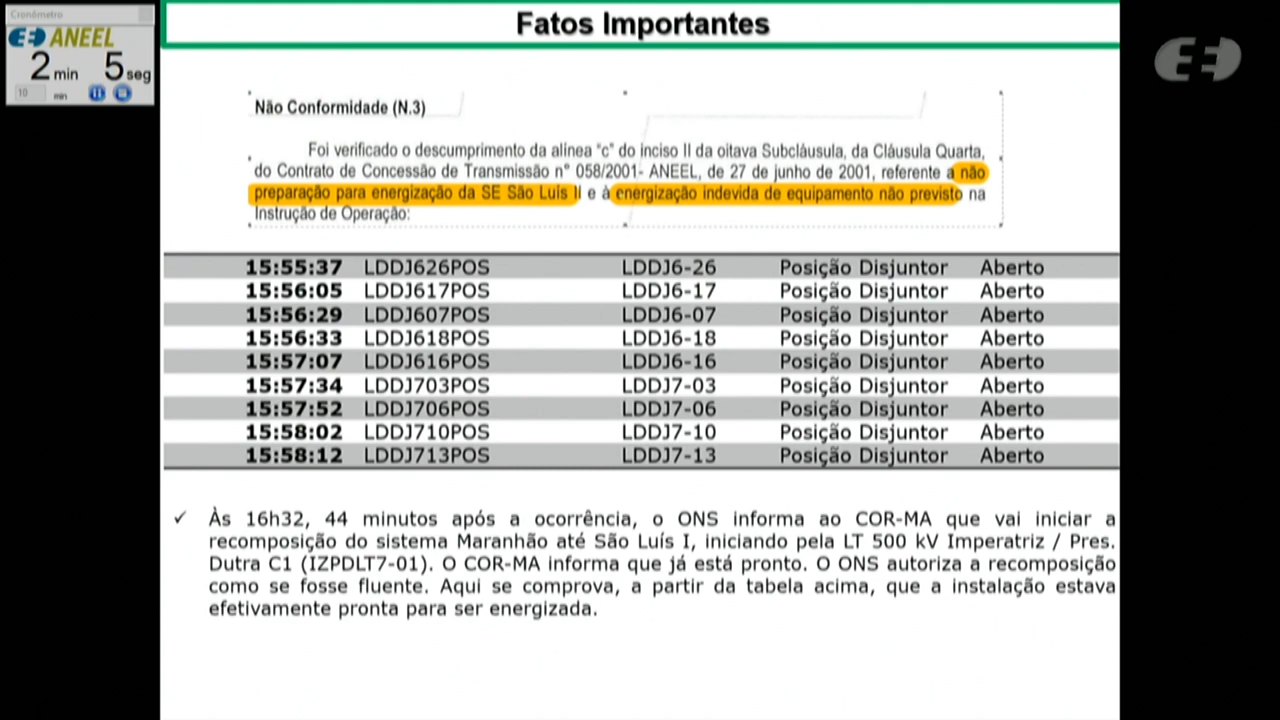 Cronômetro
ANEEL
2 min 5 seg
10 min
Fatos Importantes
Não Conformidade (N.3)
Foi verificado o descumprimento da alínea "c" do inciso II da oitava Subcláusula, da Cláusula Quarta,
do Contrato de Concessão de Transmissão n° 058/2001- ANEEL, de 27 de junho de 2001, referente a não
preparação para energização da SE São Luís II e à energização indevida de equipamento não previsto na
Instrução de Operação:
15:55:37 LDDJ626POS LDDJ6-26 Posição Disjuntor Aberto
15:56:05 LDDJ617POS LDDJ6-17 Posição Disjuntor Aberto
15:56:29 LDDJ607POS LDDJ6-07 Posição Disjuntor Aberto
15:56:33 LDDJ618POS LDDJ6-18 Posição Disjuntor Aberto
15:57:07 LDDJ616POS LDDJ6-16 Posição Disjuntor Aberto
15:57:34 LDDJ703POS LDDJ7-03 Posição Disjuntor Aberto
15:57:52 LDDJ706POS LDDJ7-06 Posição Disjuntor Aberto
15:58:02 LDDJ710POS LDDJ7-10 Posição Disjuntor Aberto
15:58:12 LDDJ713POS LDDJ7-13 Posição Disjuntor Aberto
✓ Às 16h32, 44 minutos após a ocorrência, o ONS informa ao COR-MA que vai iniciar a
recomposição do sistema Maranhão até São Luís I, iniciando pela LT 500 kV Imperatriz / Pres.
Dutra C1 (IZPDLT7-01). O COR-MA informa que já está pronto. O ONS autoriza a recomposição
como se fosse fluente. Aqui se comprova, a partir da tabela acima, que a instalação estava
efetivamente pronta para ser energizada.